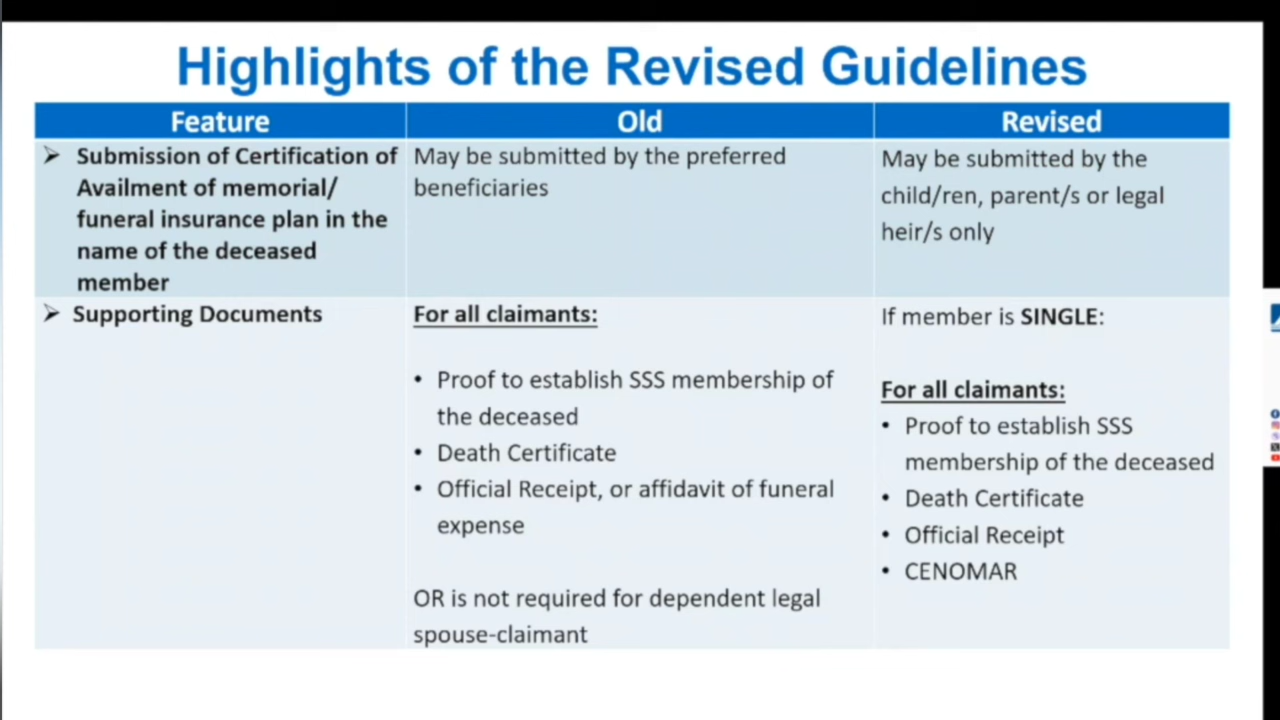 Highlights of the Revised Guidelines
Feature
Old
Revised
➢ Submission of Certification of
Availment of memorial/
funeral insurance plan in the
name of the deceased
member
May be submitted by the preferred
beneficiaries
May be submitted by the
child/ren, parent/s or legal
heir/s only
➢ Supporting Documents
For all claimants:
• Proof to establish SSS membership of
the deceased
• Death Certificate
• Official Receipt, or affidavit of funeral
expense
OR is not required for dependent legal
spouse-claimant
If member is SINGLE:
For all claimants:
• Proof to establish SSS
membership of the deceased
• Death Certificate
• Official Receipt
• CENOMAR